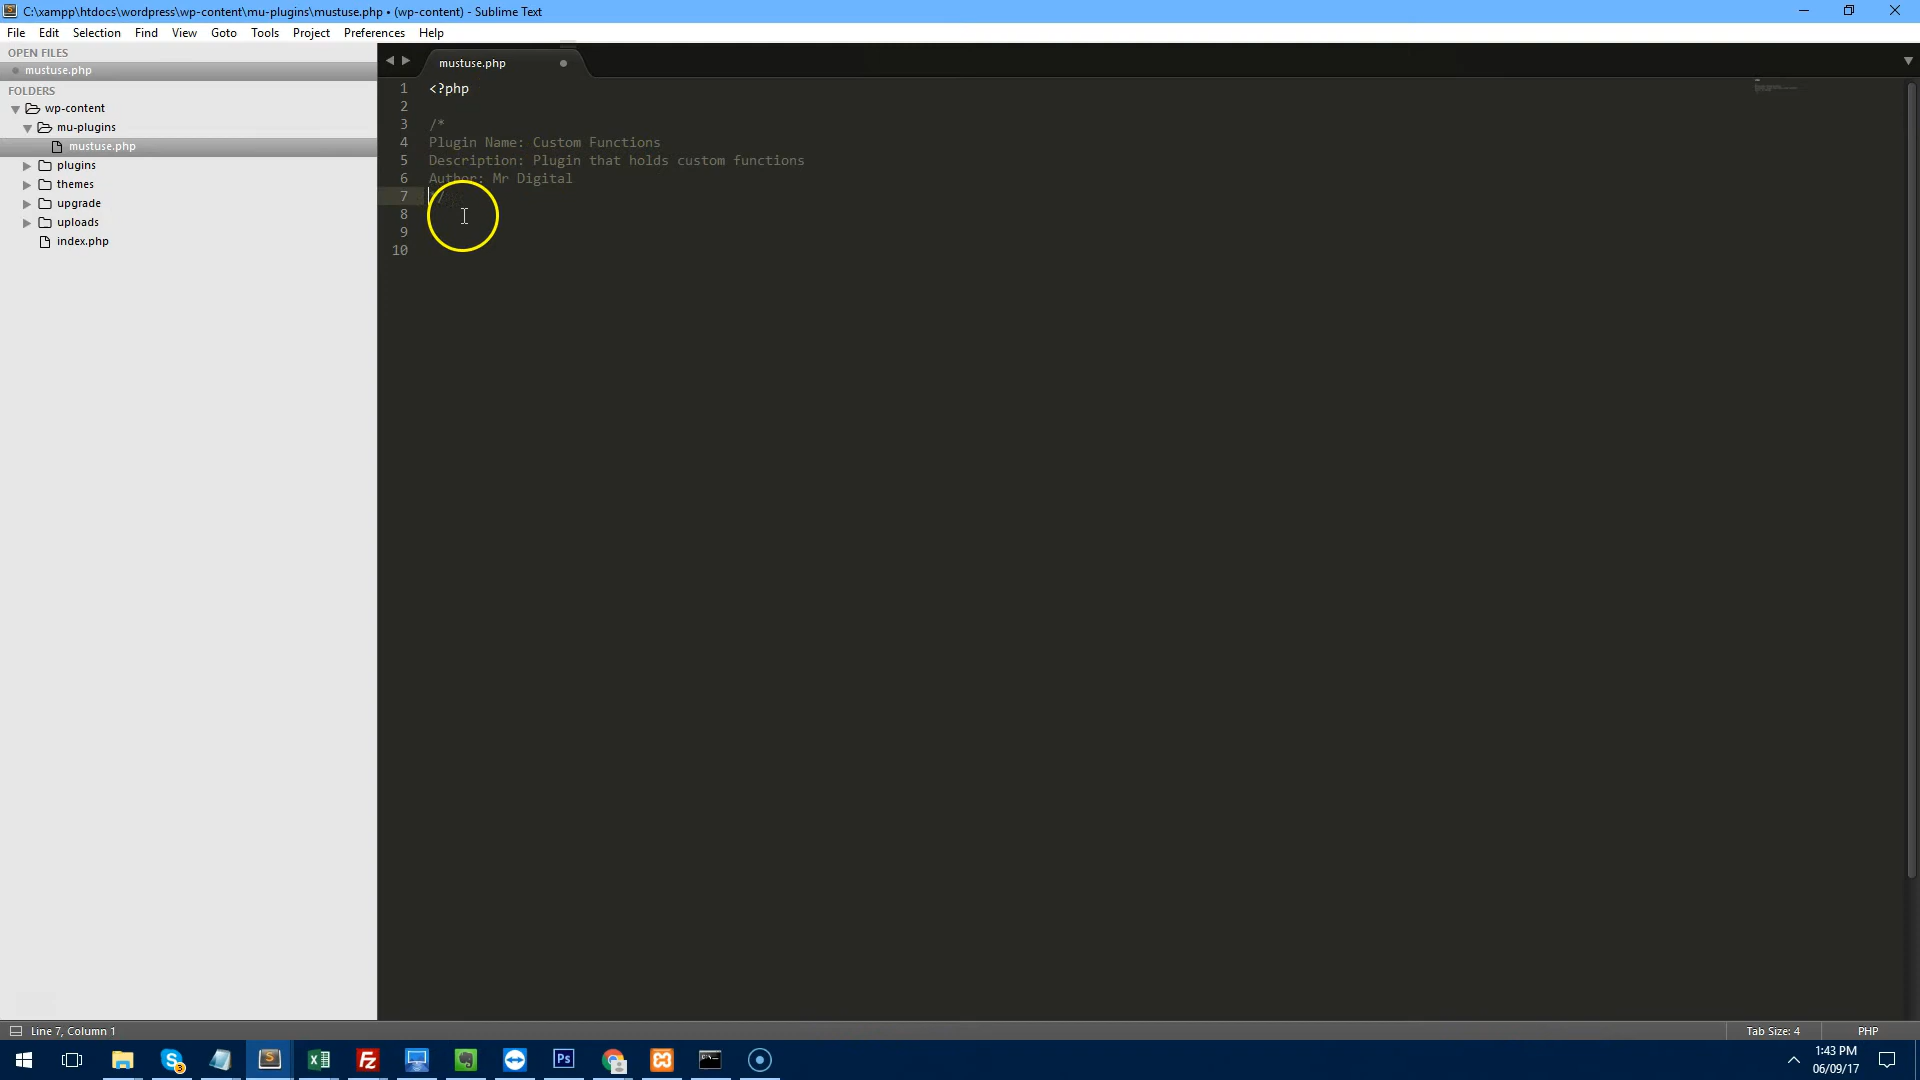 C:\xampp\htdocs\wordpress\wp-content\mu-plugins\mustuse.php • (wp-content) - Sublime Text
File Edit Selection Find View Goto Tools Project Preferences Help
OPEN FILES
mustuse.php
FOLDERS
wp-content
mu-plugins
mustuse.php
plugins
themes
upgrade
uploads
index.php
mustuse.php
1 <?php
2
3 /*
4 Plugin Name: Custom Functions
5 Description: Plugin that holds custom functions
6 Author: Mr Digital
7 */
8
9
10
Line 7, Column 1
Tab Size: 4
PHP
S
3
S
Fz
Ps
1:43 PM
06/09/17